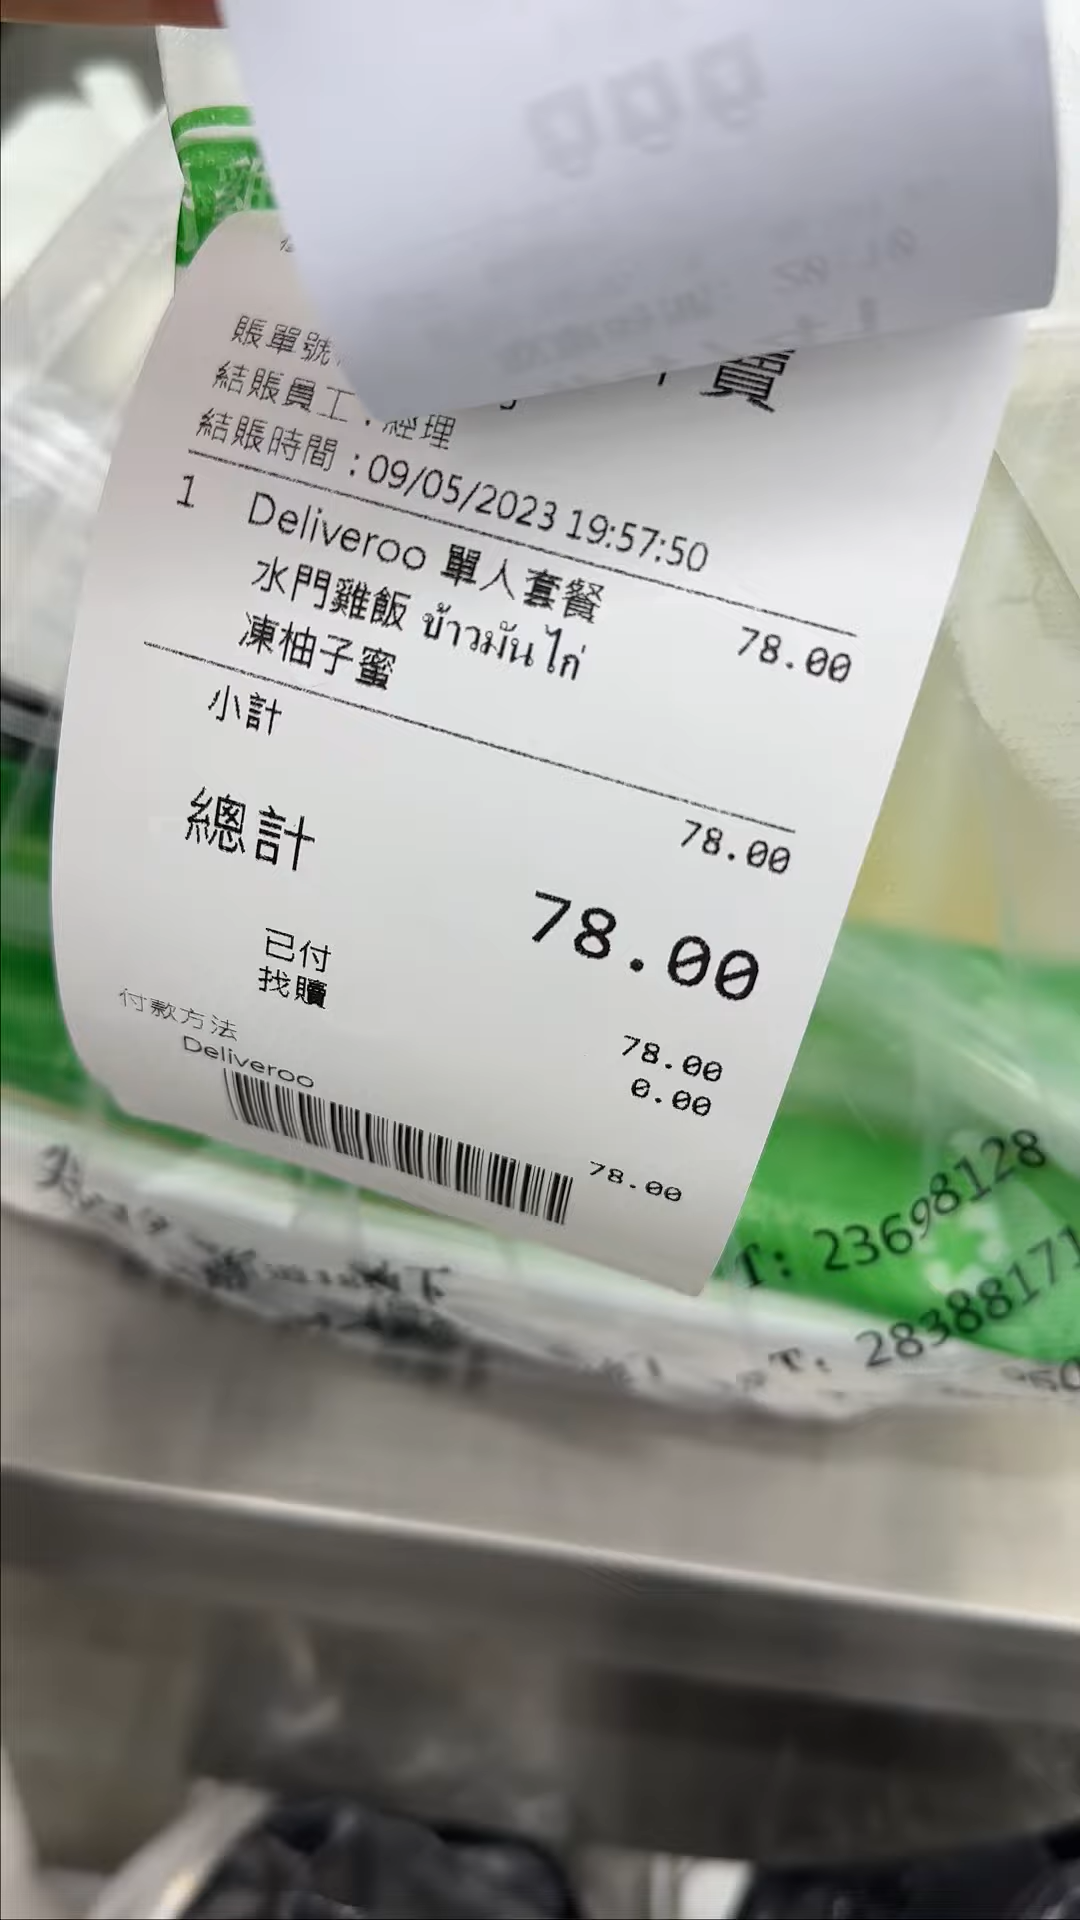 賬單號
結賬員工：經理
結賬時間：09/05/2023 19:57:50
1 Deliveroo 單人套餐 78.00
水門雞飯 ข้าวมันไก่
凍柚子蜜
小計 78.00
總計 78.00
已付 78.00
找贖 0.00
付款方法
Deliveroo 78.00
T: 23698128
T: 28388171